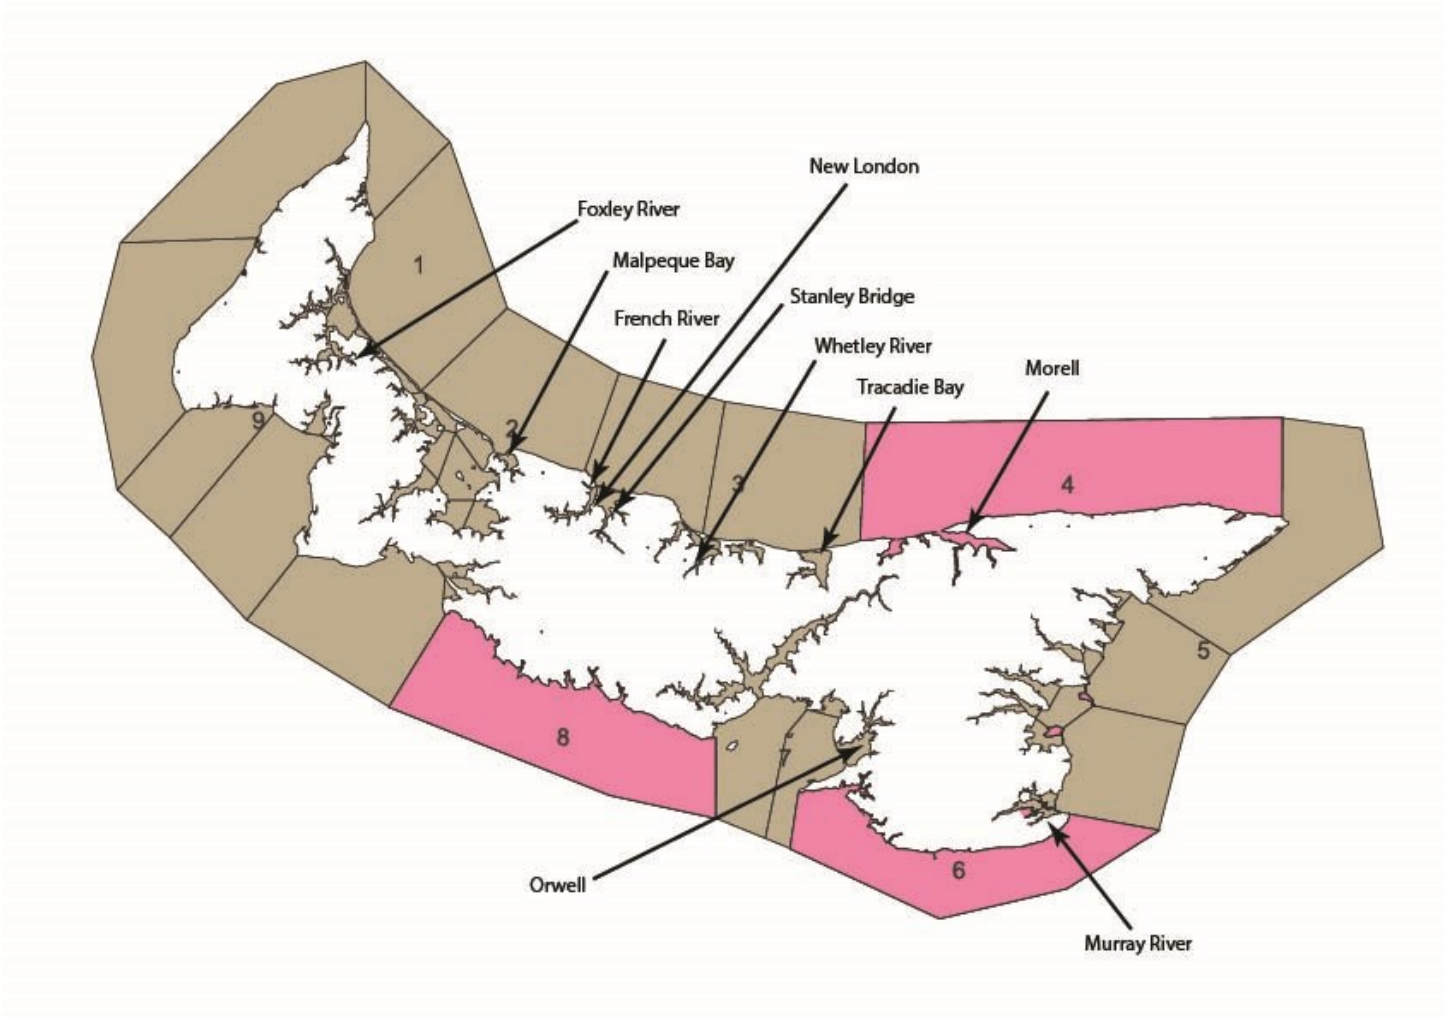 New London
Foxley River
Malpeque Bay
1
Stanley Bridge
French River
Whetley River
Morell
Tracadie Bay
9
2
3
4
5
8
7
6
Orwell
Murray River